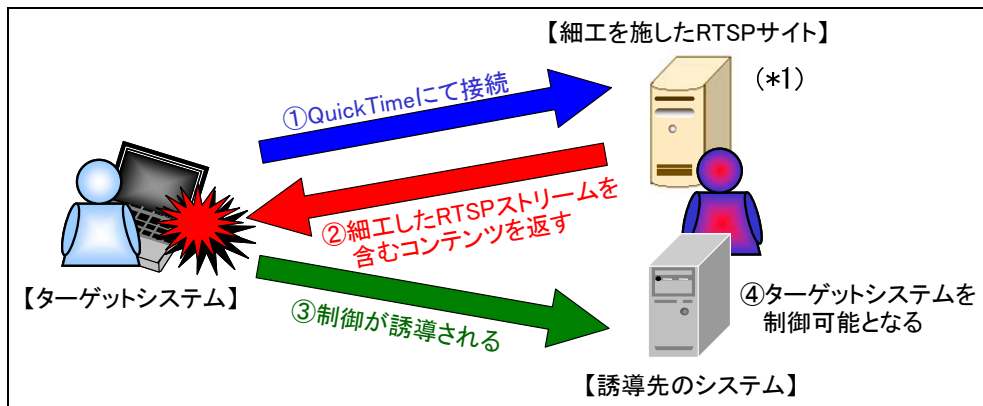 【細工を施したRTSPサイト】
(*1)
①QuickTimeにて接続
②細工したRTSPストリームを
含むコンテンツを返す
【ターゲットシステム】
③制御が誘導される
④ターゲットシステムを
制御可能となる
【誘導先のシステム】